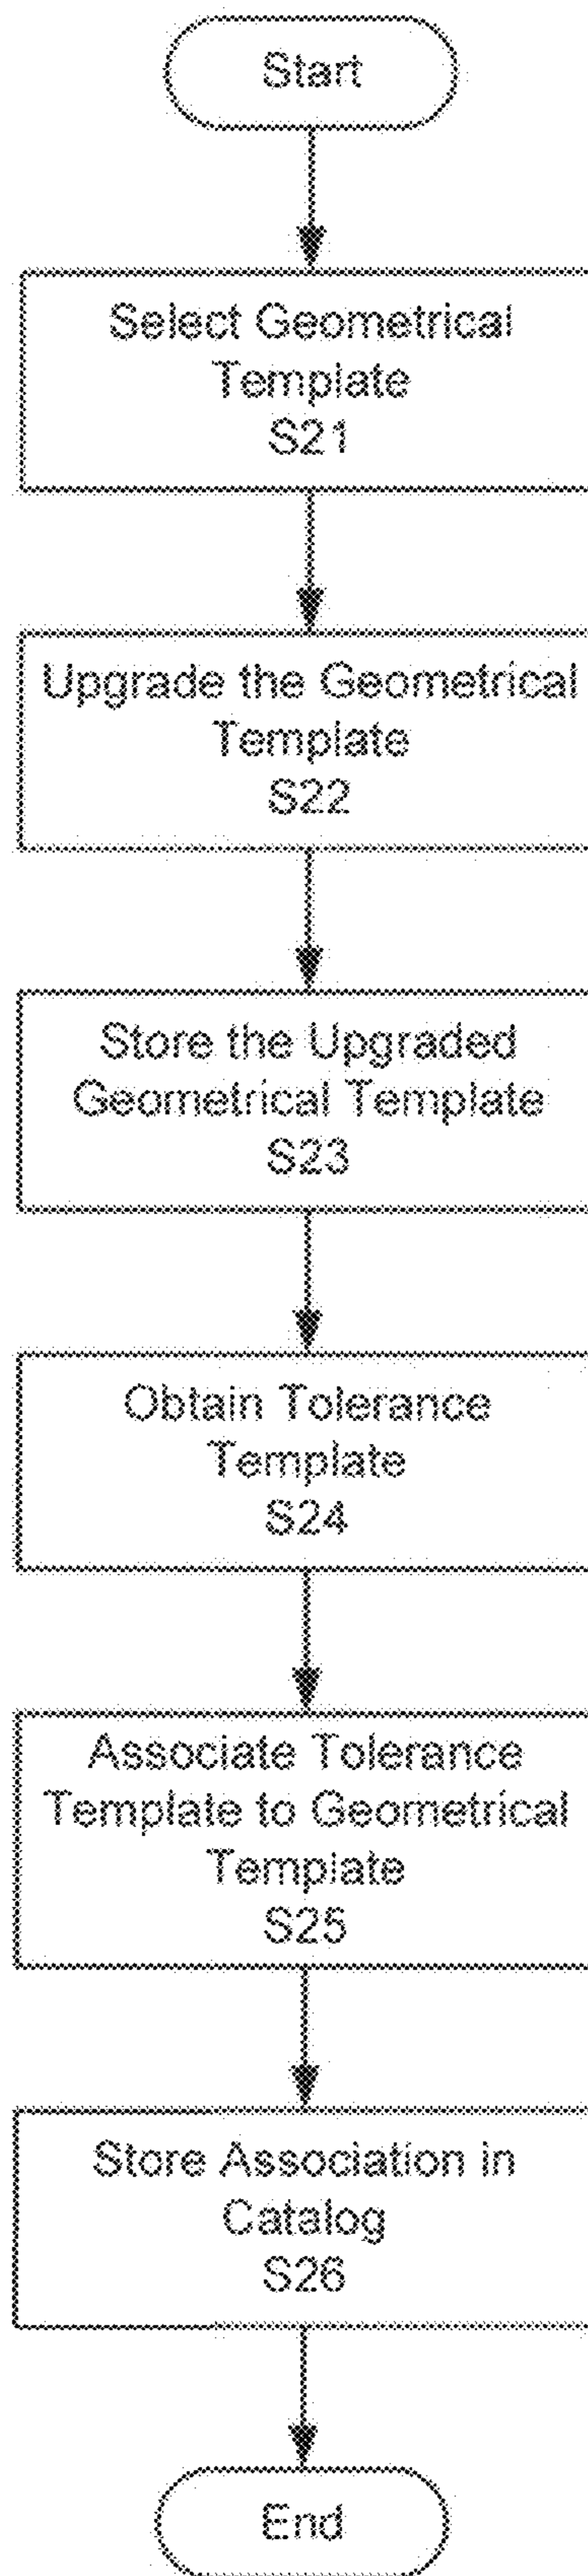 Start
Select Geometrical
Template
S21
Upgrade the Geometrical
Template
S22
Store the Upgraded
Geometrical Template
S23
Obtain Tolerance
Template
S24
Associate Tolerance
Template to Geometrical
Template
S25
Store Association in
Catalog
S26
End